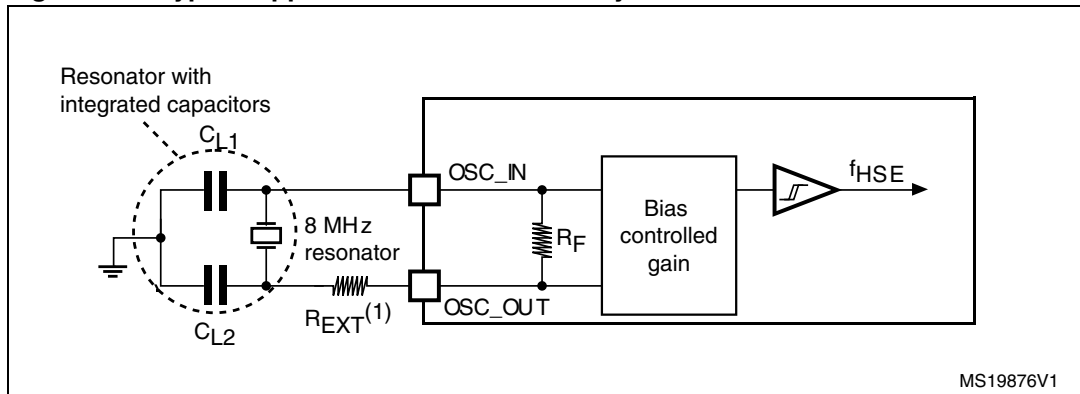 Resonator with
integrated capacitors
CL1
OSC_IN
fHSE
8 MHz
resonator
RF
Bias
controlled
gain
REXT(1)
OSC_OUT
CL2
MS19876V1